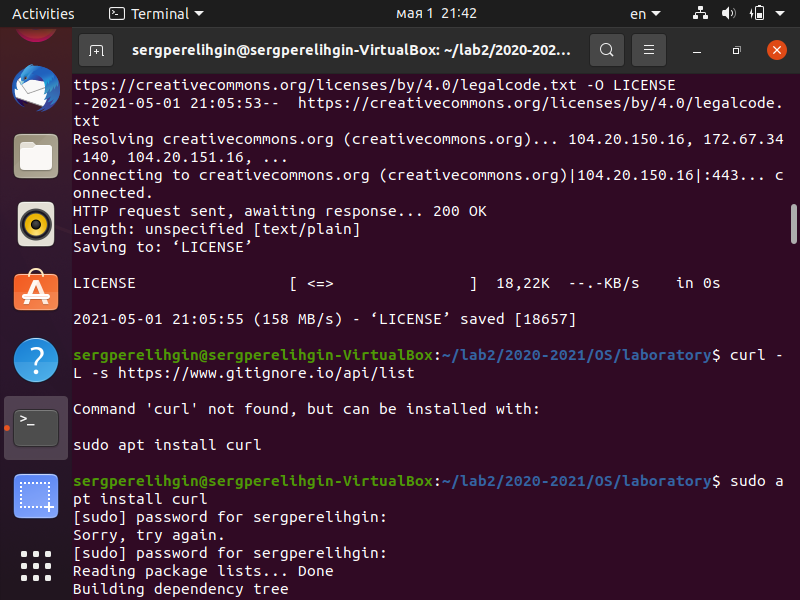 Activities
Terminal
мая 1 21:42
en
sergperelihgin@sergperelihgin-VirtualBox: ~/lab2/2020-202...
ttps://creativecommons.org/licenses/by/4.0/legalcode.txt -O LICENSE
--2021-05-01 21:05:53--  https://creativecommons.org/licenses/by/4.0/legalcode.
txt
Resolving creativecommons.org (creativecommons.org)... 104.20.150.16, 172.67.34
.140, 104.20.151.16, ...
Connecting to creativecommons.org (creativecommons.org)|104.20.150.16|:443... c
onnected.
HTTP request sent, awaiting response... 200 OK
Length: unspecified [text/plain]
Saving to: ‘LICENSE’
LICENSE                 [ <=>                ]  18,22K  --.-KB/s    in 0s
2021-05-01 21:05:55 (158 MB/s) - ‘LICENSE’ saved [18657]
sergperelihgin@sergperelihgin-VirtualBox:~/lab2/2020-2021/OS/laboratory$ curl -
L -s https://www.gitignore.io/api/list
Command 'curl' not found, but can be installed with:
sudo apt install curl
sergperelihgin@sergperelihgin-VirtualBox:~/lab2/2020-2021/OS/laboratory$ sudo a
pt install curl
[sudo] password for sergperelihgin:
Sorry, try again.
[sudo] password for sergperelihgin:
Reading package lists... Done
Building dependency tree